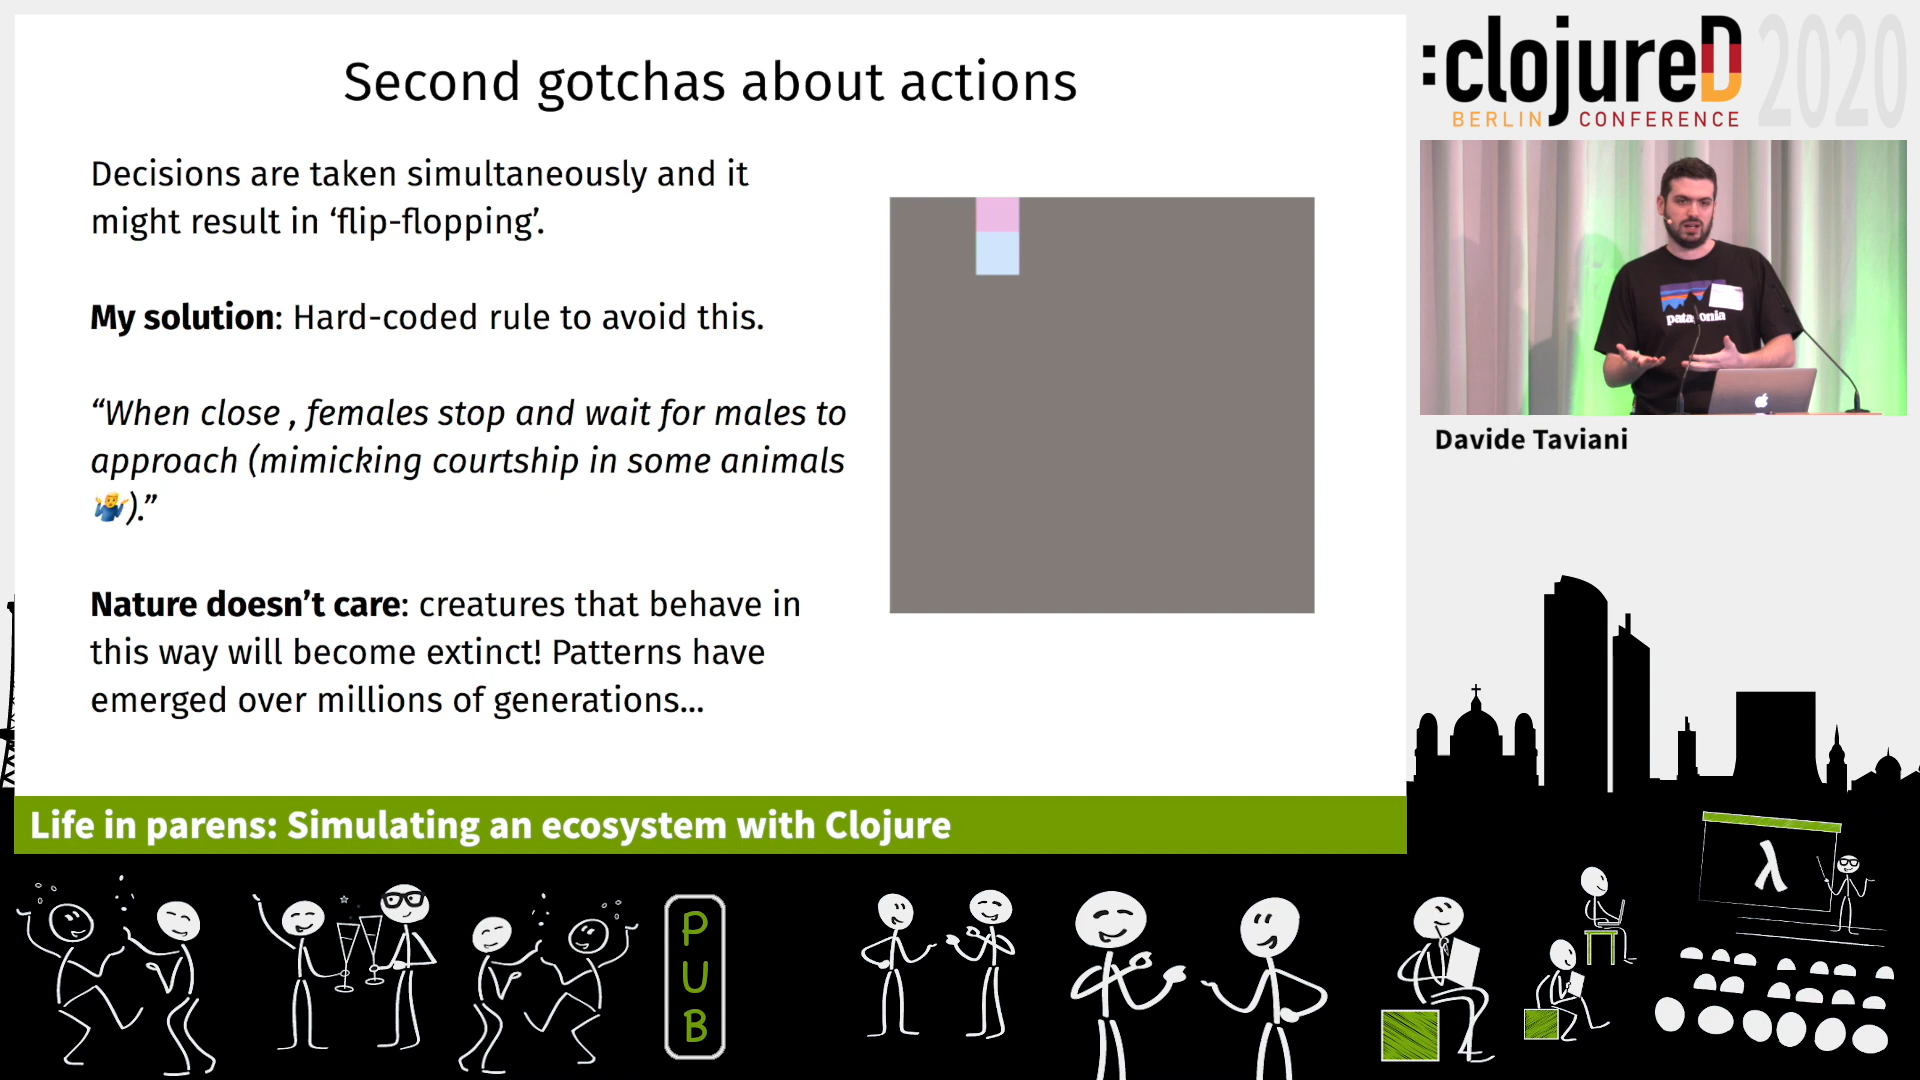 Second gotchas about actions
Decisions are taken simultaneously and it
might result in ‘flip-flopping’.
My solution: Hard-coded rule to avoid this.
“When close , females stop and wait for males to
approach (mimicking courtship in some animals
🤷‍♂️).”
Nature doesn’t care: creatures that behave in
this way will become extinct! Patterns have
emerged over millions of generations...
Life in parens: Simulating an ecosystem with Clojure
:clojureD 2020
BERLIN CONFERENCE
patagonia
Davide Taviani
PUB
λ